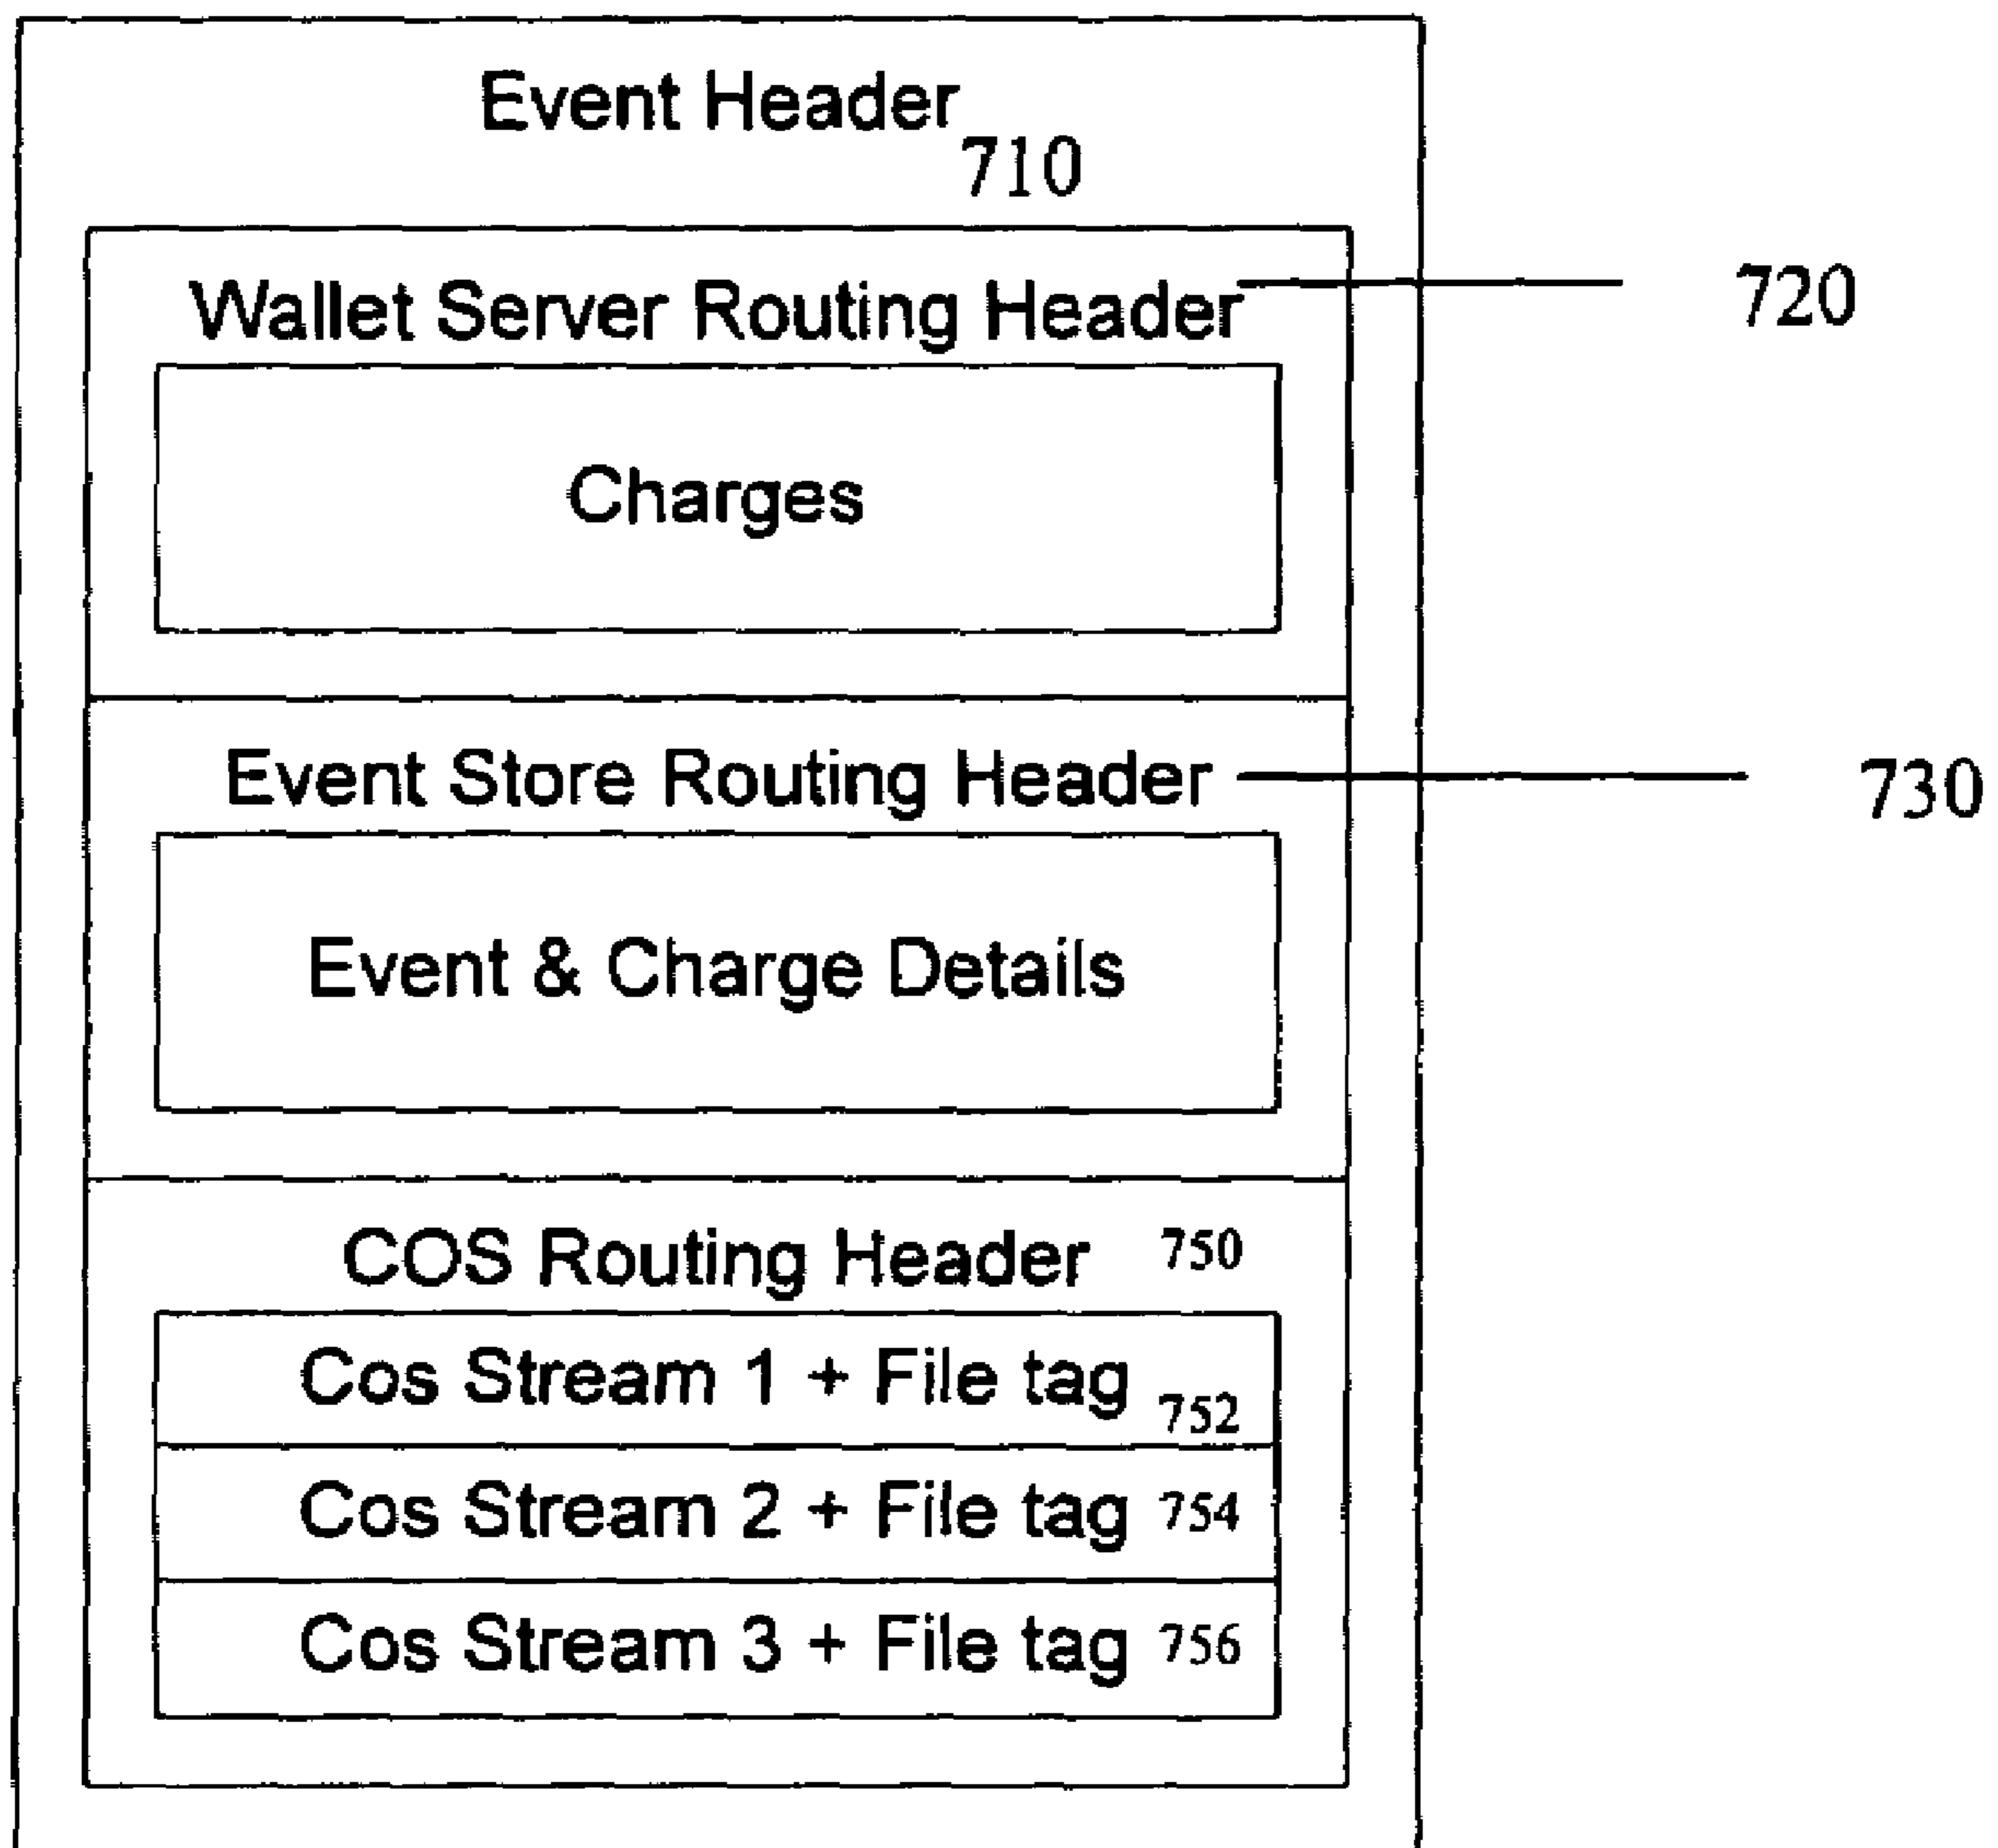 Event Header
710
Wallet Server Routing Header
720
Charges
Event Store Routing Header
730
Event & Charge Details
COS Routing Header 750
Cos Stream 1 + File tag 752
Cos Stream 2 + File tag 754
Cos Stream 3 + File tag 756